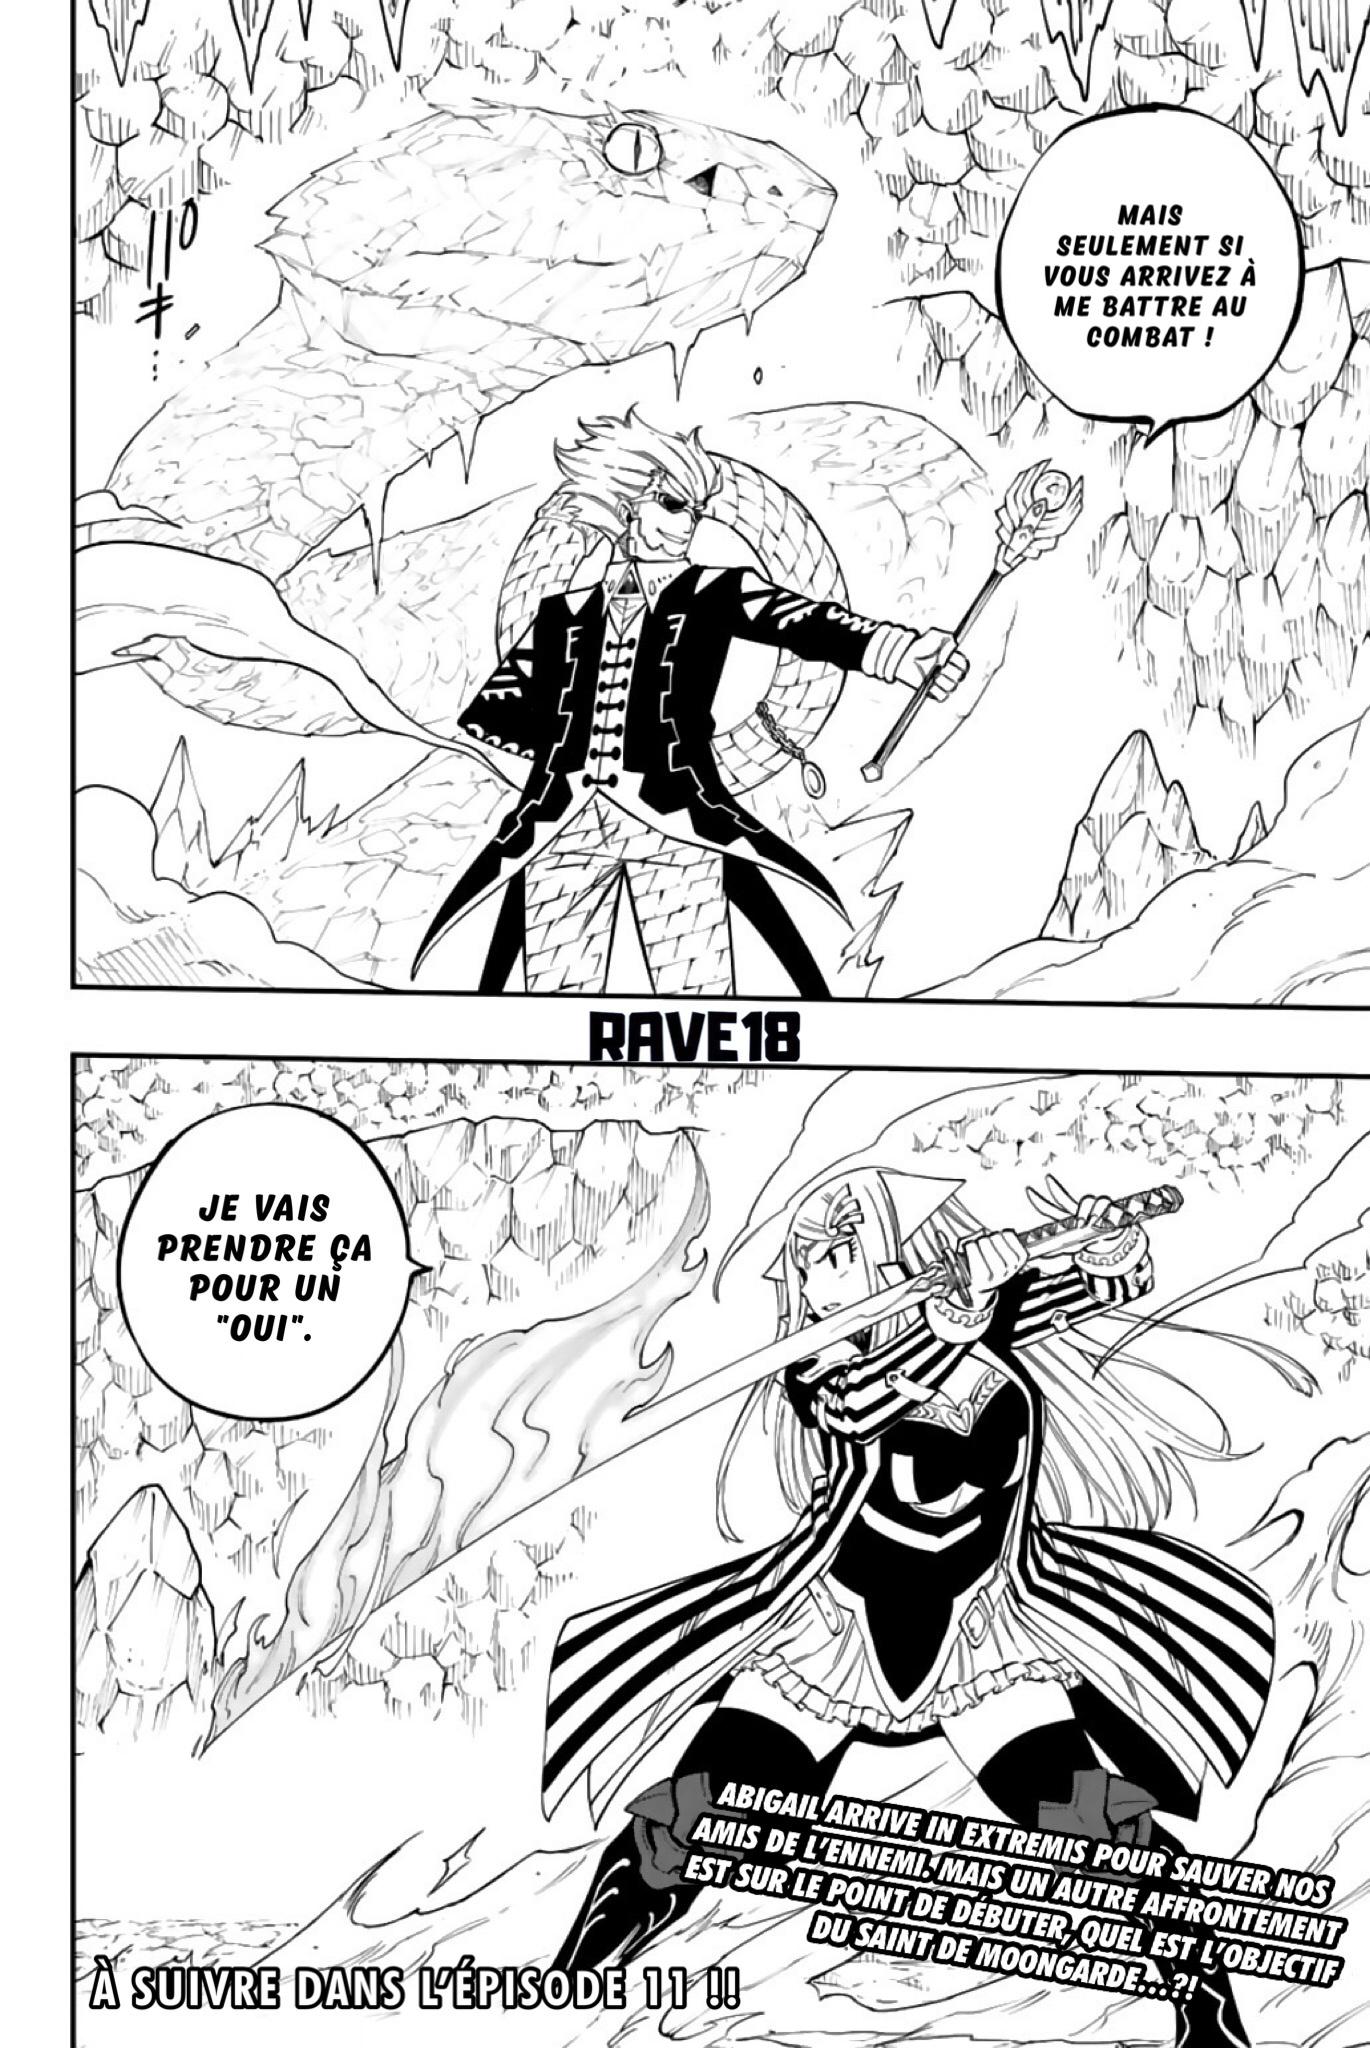 MAIS
SEULEMENT SI
VOUS ARRIVEZ À
ME BATTRE AU
COMBAT !
RAVE18
JE VAIS
PRENDRE ÇA
POUR UN
"OUI".
ABIGAIL ARRIVE IN EXTREMIS POUR SAUVER NOS
AMIS DE L'ENNEMI. MAIS UN AUTRE AFFRONTEMENT
EST SUR LE POINT DE DÉBUTER, QUEL EST L'OBJECTIF
DU SAINT DE MOONGARDE...?!
À SUIVRE DANS L'ÉPISODE 11 !!